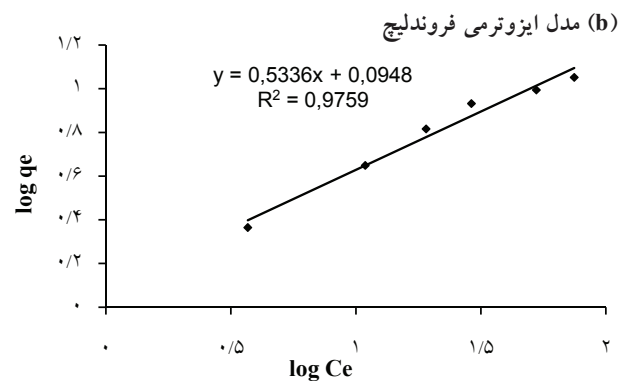 (b) مدل ایزوترمی فروندلیچ
y = 0,5336x + 0,0948
R² = 0,9759
log qe
۱/۲
۱
۰/۸
۰/۶
۰/۴
۰/۲
۰
۰ ۰/۵ ۱ ۱/۵ ۲
log Ce